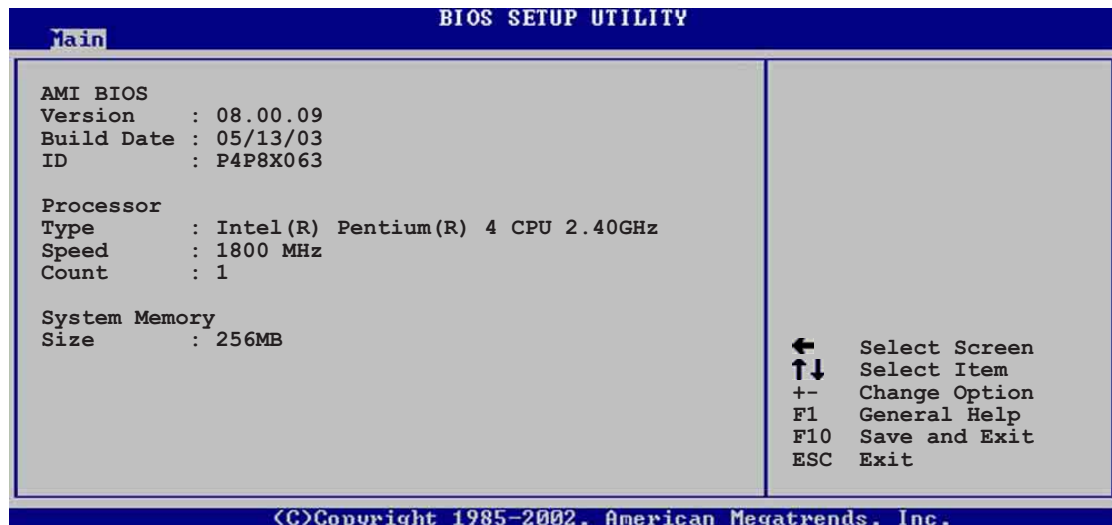 BIOS SETUP UTILITY
Main
AMI BIOS
Version : 08.00.09
Build Date : 05/13/03
ID : P4P8X063
Processor
Type : Intel(R) Pentium(R) 4 CPU 2.40GHz
Speed : 1800 MHz
Count : 1
System Memory
Size : 256MB
← Select Screen
↑↓ Select Item
+- Change Option
F1 General Help
F10 Save and Exit
ESC Exit
(C)Copyright 1985-2002, American Megatrends, Inc.